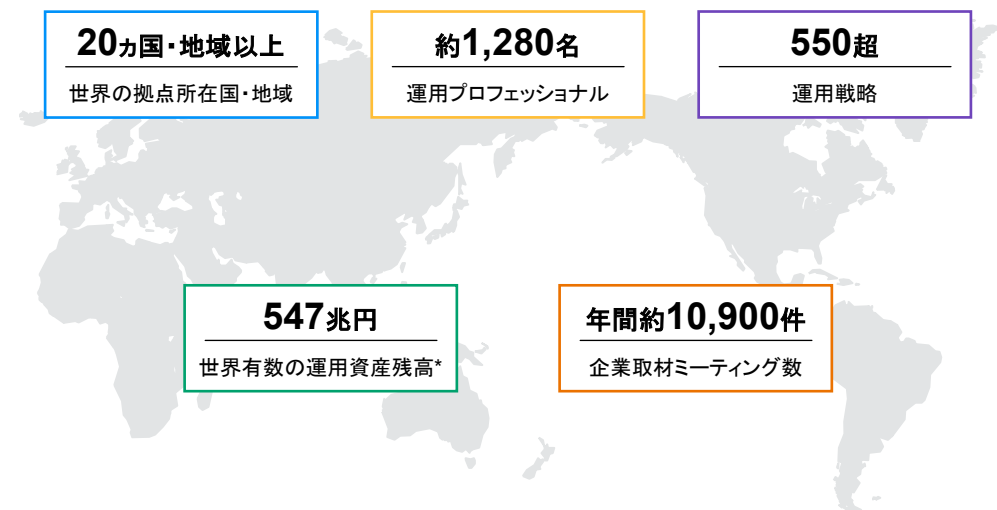 20ヵ国・地域以上
世界の拠点所在国・地域
約1,280名
運用プロフェッショナル
550超
運用戦略
547兆円
世界有数の運用資産残高*
年間約10,900件
企業取材ミーティング数